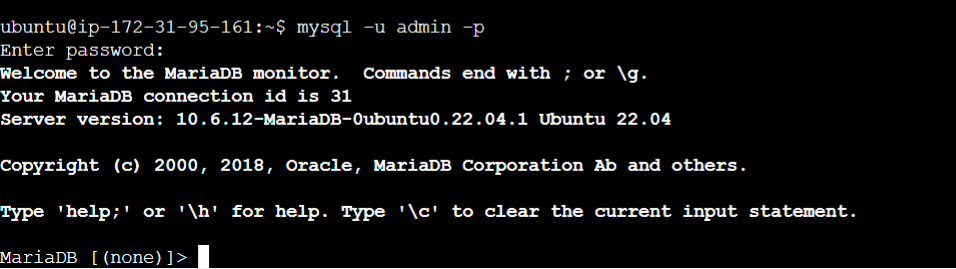 ubuntu@ip-172-31-95-161:~$ mysql -u admin -p
Enter password:
Welcome to the MariaDB monitor.  Commands end with ; or \g.
Your MariaDB connection id is 31
Server version: 10.6.12-MariaDB-0ubuntu0.22.04.1 Ubuntu 22.04
Copyright (c) 2000, 2018, Oracle, MariaDB Corporation Ab and others.
Type 'help;' or '\h' for help. Type '\c' to clear the current input statement.
MariaDB [(none)]>